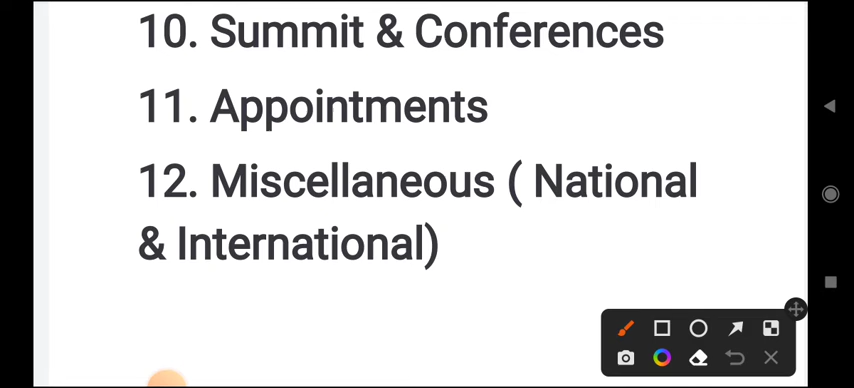 10. Summit & Conferences
11. Appointments
12. Miscellaneous ( National
& International)